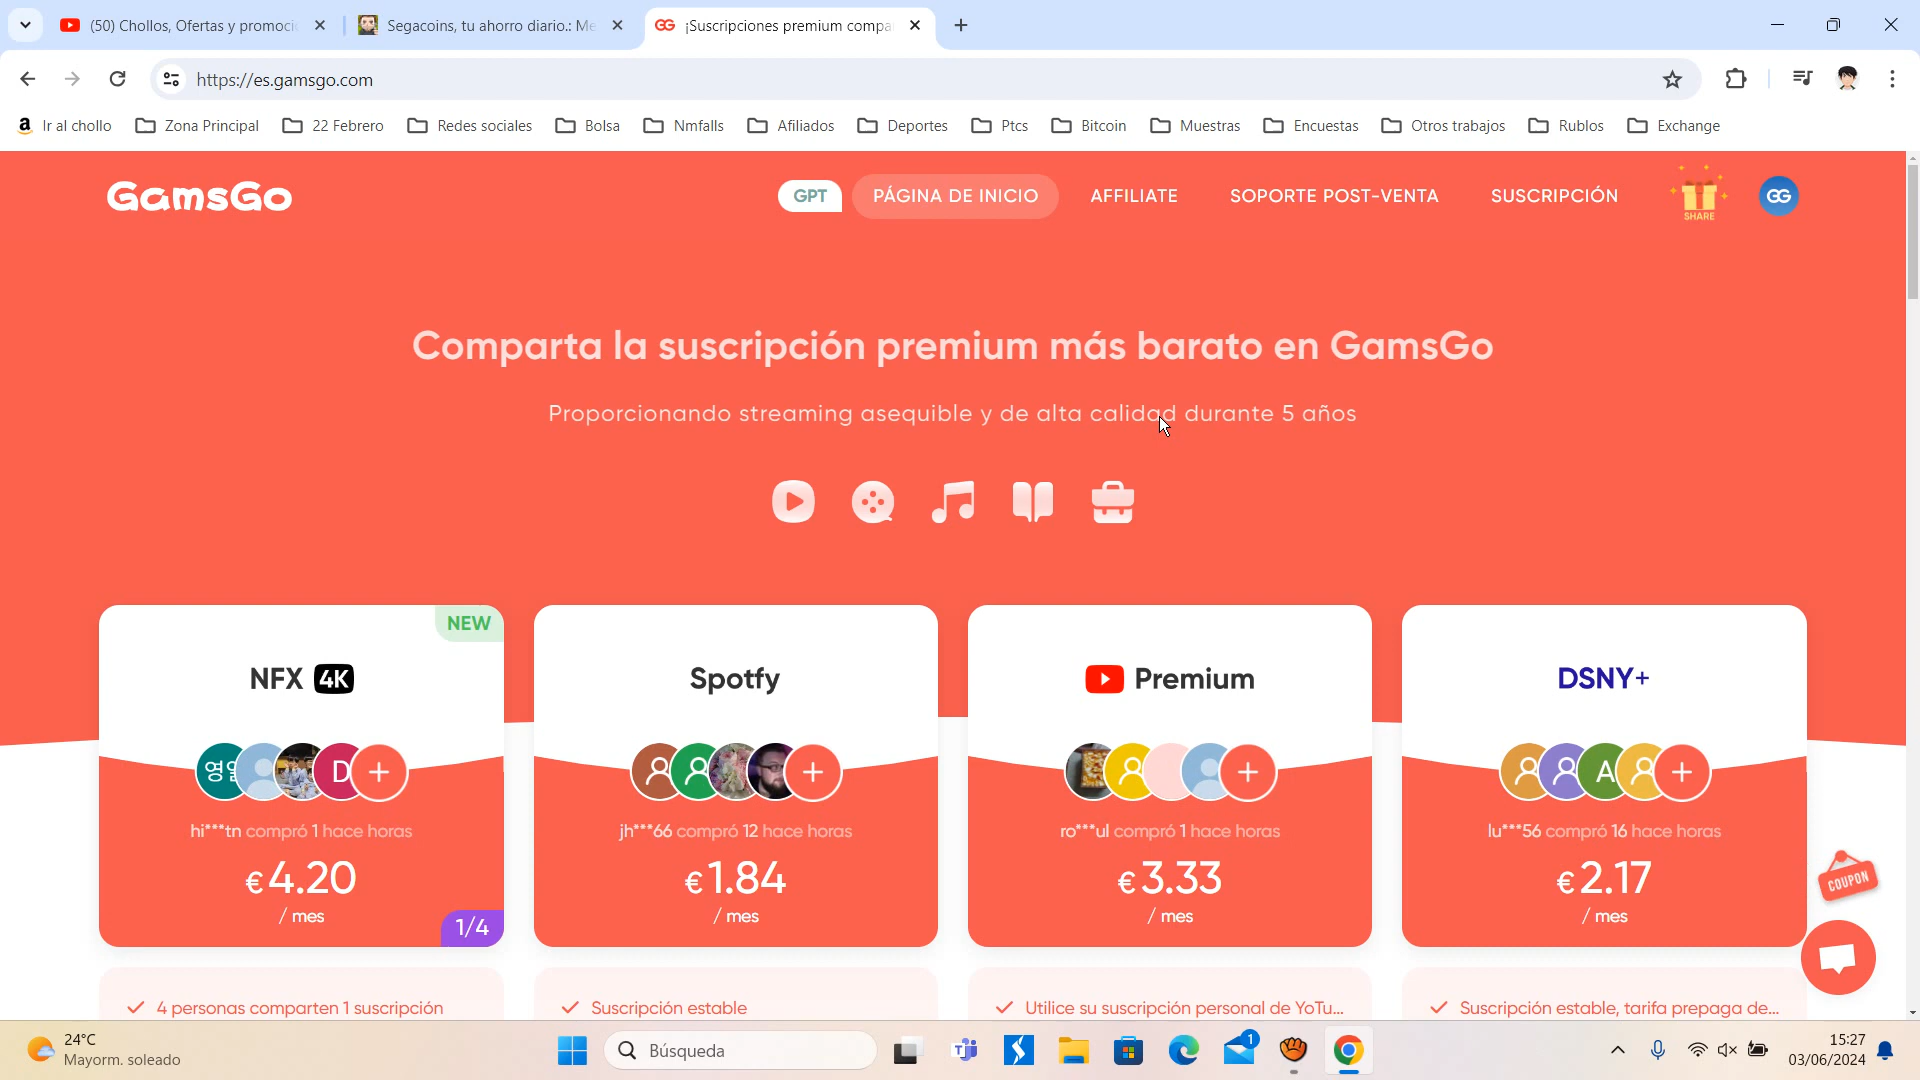 (50) Chollos, Ofertas y promoci
Segacoins, tu ahorro diario.: Me
GG ¡Suscripciones premium compa
https://es.gamsgo.com
a Ir al chollo Zona Principal 22 Febrero Redes sociales Bolsa Nmfalls Afiliados Deportes Ptcs Bitcoin Muestras Encuestas Otros trabajos Rublos Exchange
GamsGo
GPT PÁGINA DE INICIO AFFILIATE SOPORTE POST-VENTA SUSCRIPCIÓN SHARE GG
Comparta la suscripción premium más barato en GamsGo
Proporcionando streaming asequible y de alta calidad durante 5 años
NEW
NFX 4K
영일 D +
hi***tn compró 1 hace horas
€4.20
/ mes
1/4
4 personas comparten 1 suscripción
Spotfy
+
jh***66 compró 12 hace horas
€1.84
/ mes
Suscripción estable
Premium
+
ro***ul compró 1 hace horas
€3.33
/ mes
Utilice su suscripción personal de YoTu...
DSNY+
A +
lu***56 compró 16 hace horas
€2.17
/ mes
Suscripción estable, tarifa prepaga de...
COUPON
24°C
Mayorm. soleado
Búsqueda
1
15:27
03/06/2024